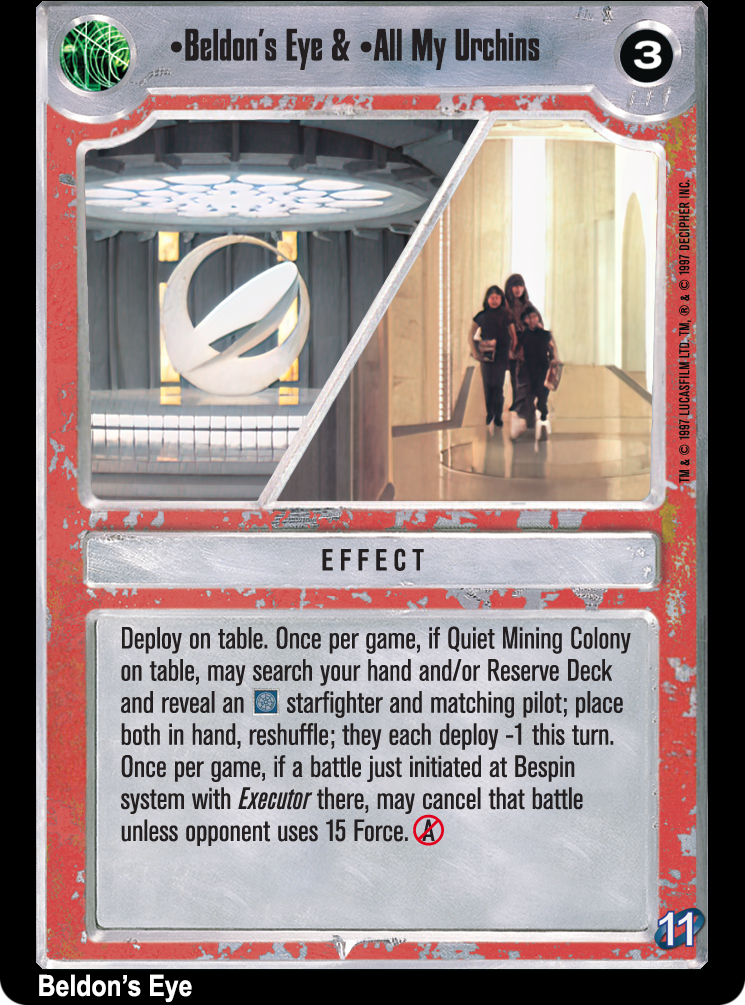 •Beldon's Eye & •All My Urchins
3
TM & © 1997 LUCASFILM LTD. TM, ® & © 1997 DECIPHER INC.
EFFECT
Deploy on table. Once per game, if Quiet Mining Colony
on table, may search your hand and/or Reserve Deck
and reveal an starfighter and matching pilot; place
both in hand, reshuffle; they each deploy -1 this turn.
Once per game, if a battle just initiated at Bespin
system with Executor there, may cancel that battle
unless opponent uses 15 Force. A
11
Beldon's Eye